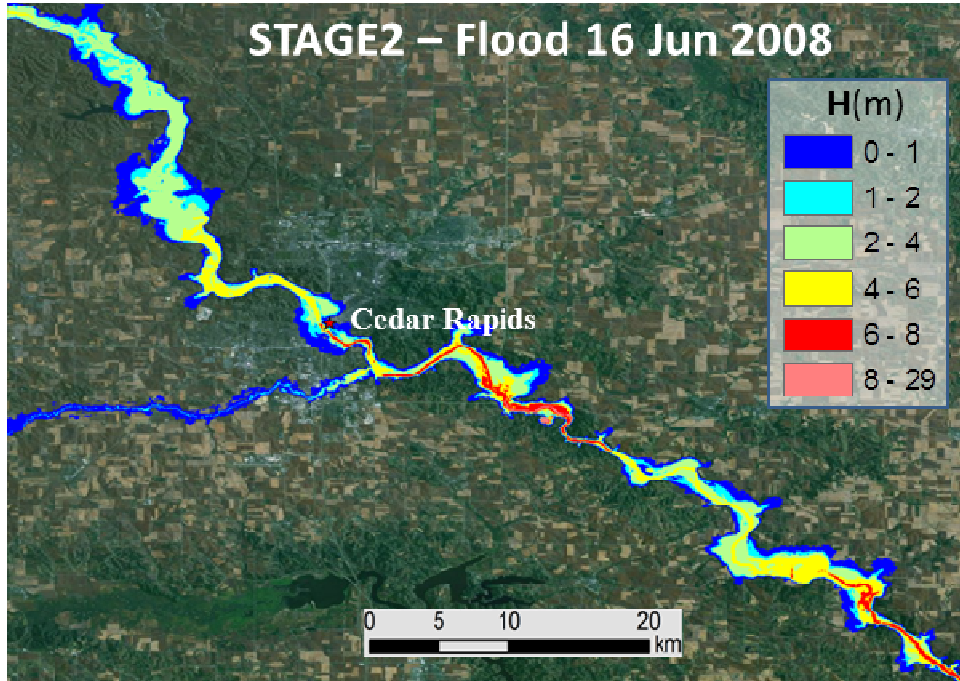 STAGE2 – Flood 16 Jun 2008
H(m)
0 - 1
1 - 2
2 - 4
4 - 6
6 - 8
8 - 29
Cedar Rapids
0 5 10 20
km